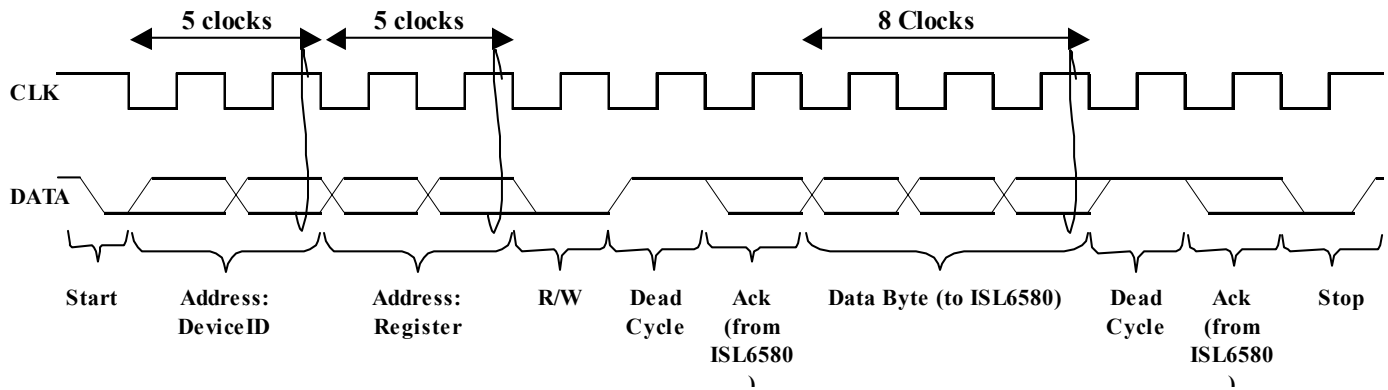 5 clocks 5 clocks 8 Clocks
CLK
DATA
Start Address: Address: R/W Dead Ack Data Byte (to ISL6580) Dead Ack Stop
DeviceID Register Cycle (from Cycle (from
ISL6580 ISL6580
) )